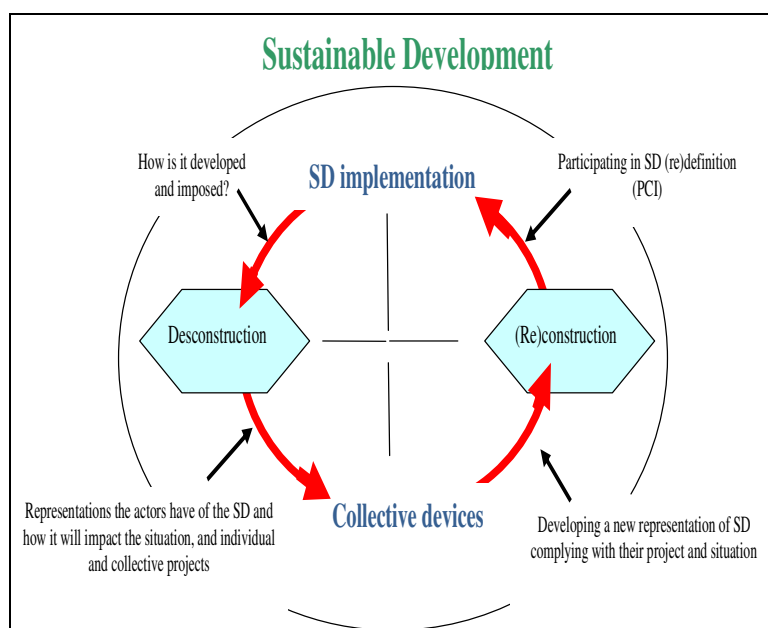 Sustainable Development
How is it developed
and imposed?
SD implementation
Participating in SD (re)definition
(PCI)
Desconstruction
(Re)construction
Representations the actors have of the SD and
how it will impact the situation, and individual
and collective projects
Collective devices
Developing a new representation of SD
complying with their project and situation